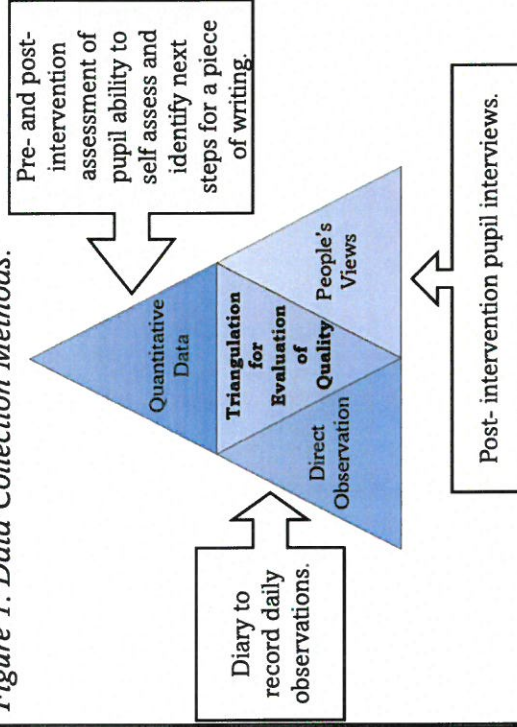 Figure 1: Data Collection Methods.
Pre- and post-
intervention
assessment of
pupil ability to
self assess and
identify next
steps for a piece
of writing.
Quantitative
Data
Triangulation
for
Evaluation
of
Quality
Direct
Observation
People's
Views
Diary to
record daily
observations.
Post- intervention pupil interviews.